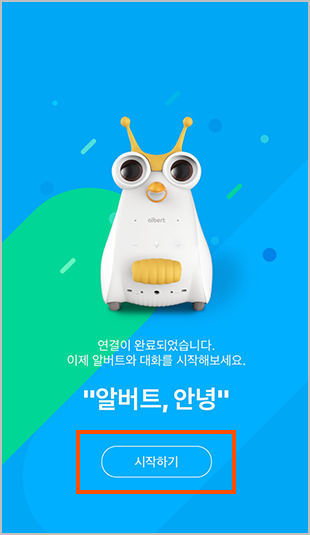 albert
연결이 완료되었습니다.
이제 알버트와 대화를 시작해보세요.
"알버트, 안녕"
시작하기